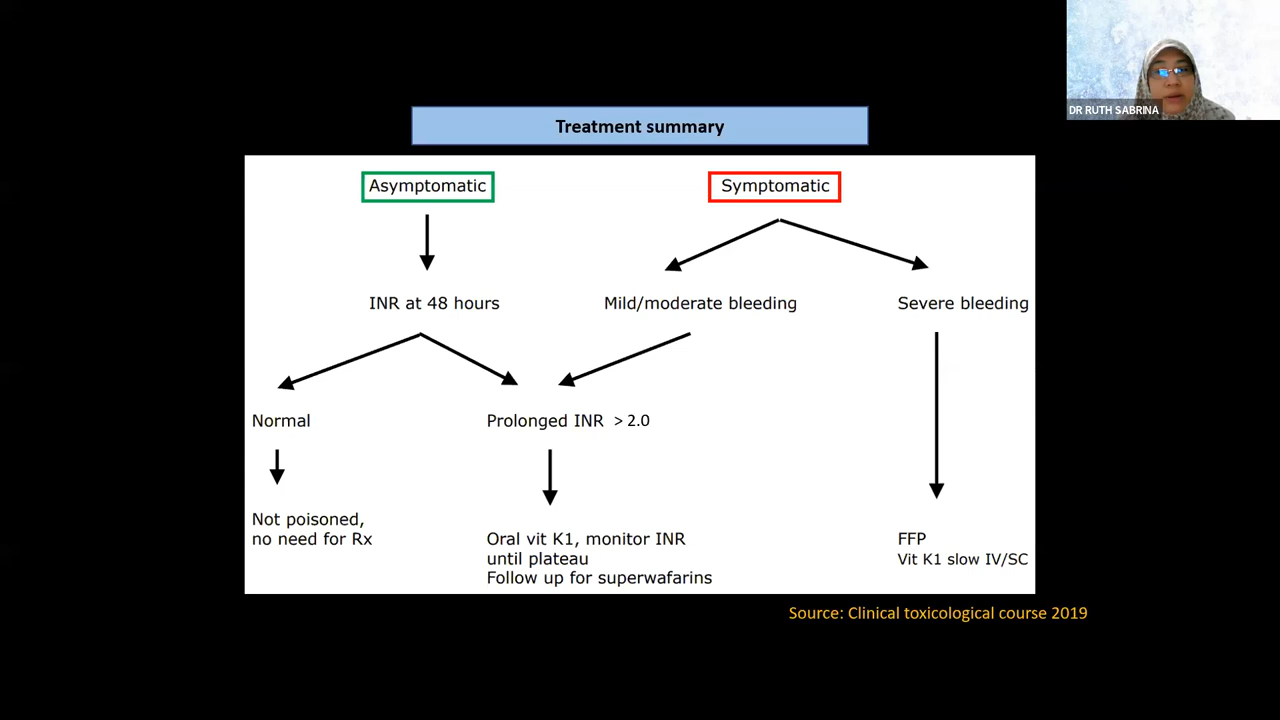 DR RUTH SABRINA
Treatment summary
Asymptomatic
Symptomatic
INR at 48 hours
Mild/moderate bleeding
Severe bleeding
Normal
Prolonged INR > 2.0
Not poisoned,
no need for Rx
Oral vit K1, monitor INR
until plateau
Follow up for superwafarins
FFP
Vit K1 slow IV/SC
Source: Clinical toxicological course 2019